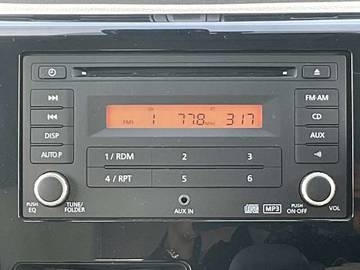 FM·AM
CD
DISP
AUX
AUTO·P
FM1 1 77.8 3:17
1 / RDM 2 3
4 / RPT 5 6
PUSH EQ
TUNE/ FOLDER
AUX IN
MP3
PUSH ON·OFF
VOL